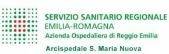 SERVIZIO SANITARIO REGIONALE
EMILIA-ROMAGNA
Azienda Ospedaliera di Reggio Emilia
Arcispedale S. Maria Nuova